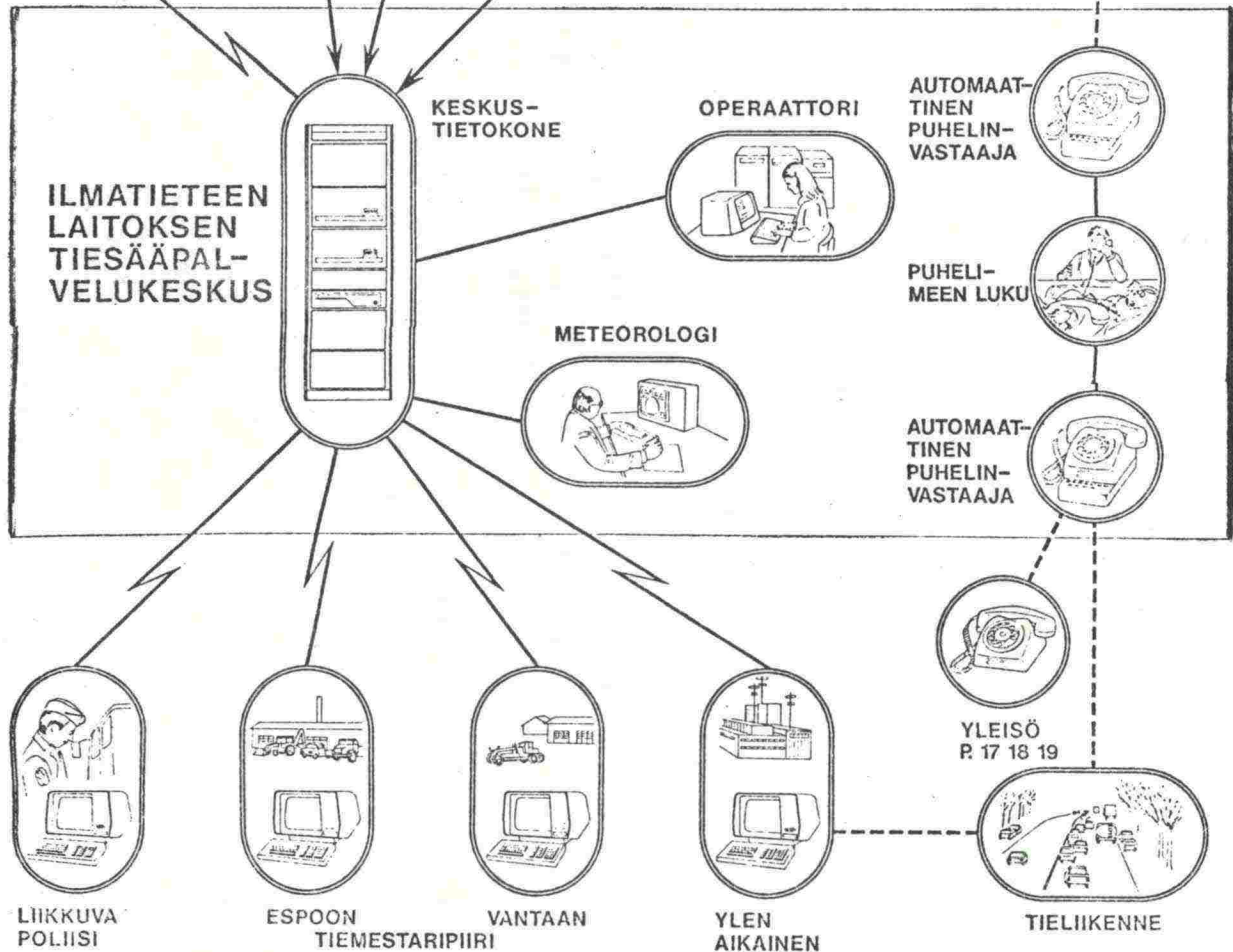 ILMATIETEEN
LAITOKSEN
TIESÄÄPAL-
VELUKESKUS
KESKUS-
TIETOKONE
OPERAATTORI
METEOROLOGI
AUTOMAAT-
TINEN
PUHELIN-
VASTAAJA
PUHELI-
MEEN LUKU
AUTOMAAT-
TINEN
PUHELIN-
VASTAAJA
YLEISÖ
P. 17 18 19
LIIKKUVA
POLIISI
ESPOON
VANTAAN
TIEMESTARIPIIRI
YLEN
AIKAINEN
TIELIIKENNE